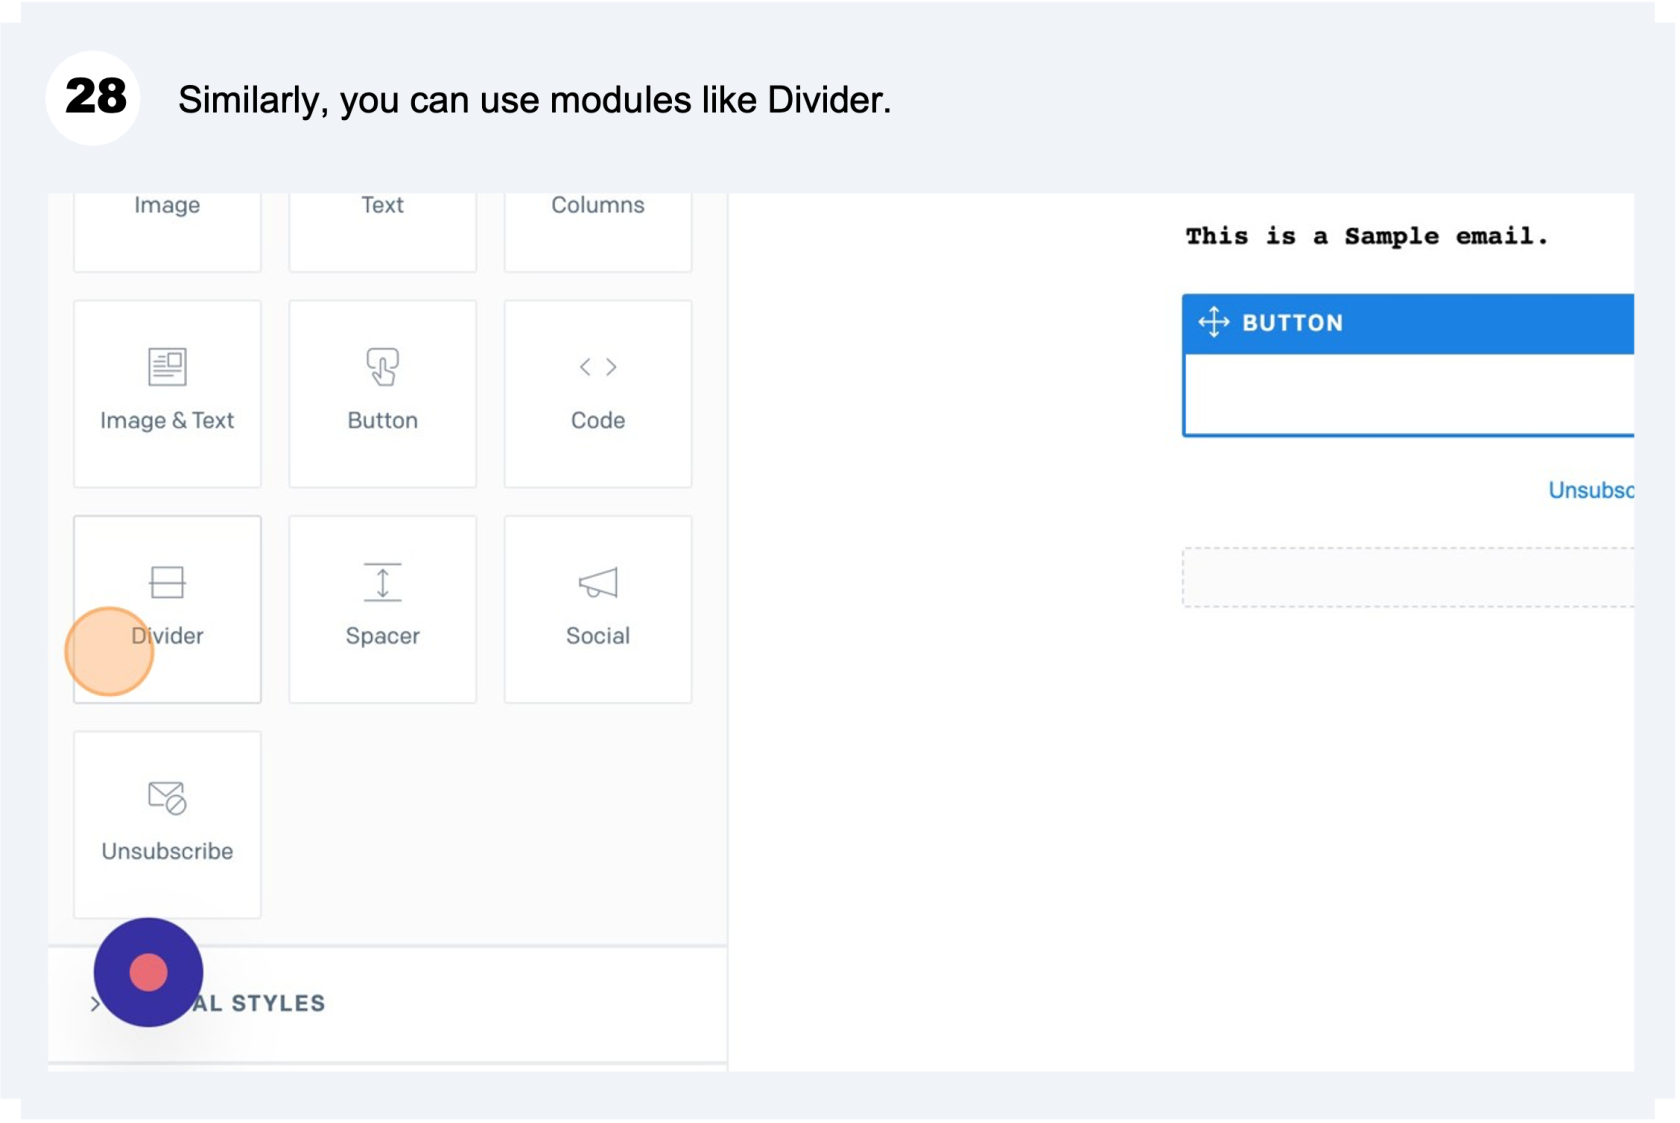 28 Similarly, you can use modules like Divider.
Image Text Columns
This is a Sample email.
BUTTON
Image & Text Button Code
Unsubsc
Divider Spacer Social
Unsubscribe
AL STYLES